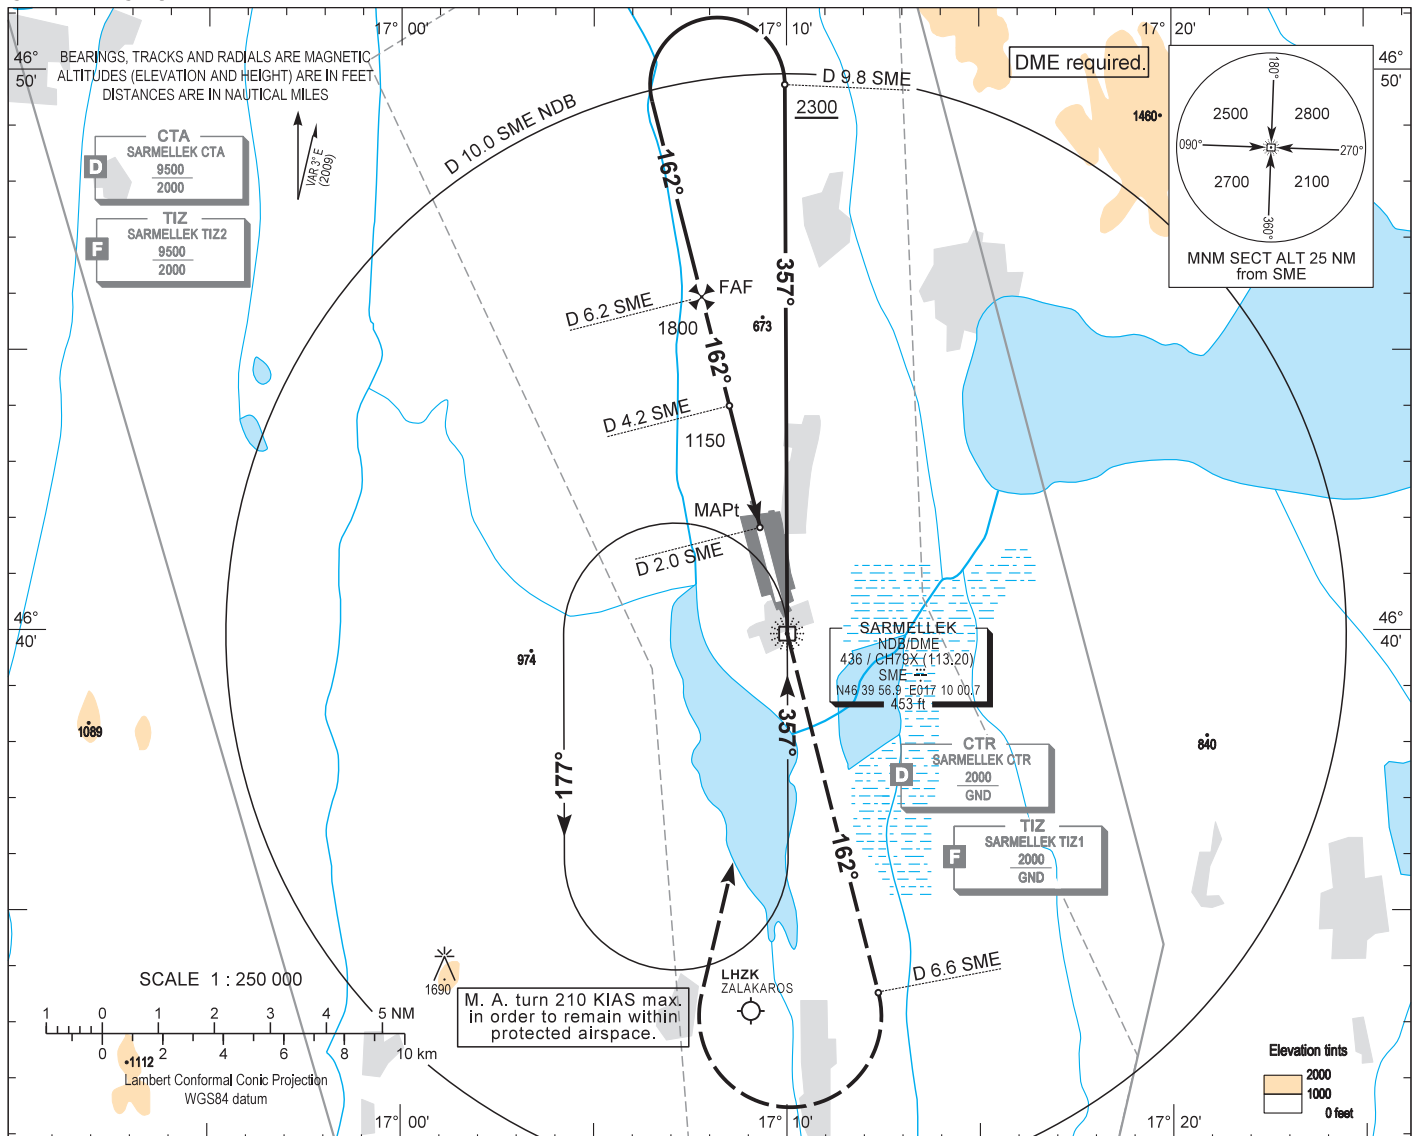 17° 00'
17° 10'
17° 20'
46°
50'
BEARINGS, TRACKS AND RADIALS ARE MAGNETIC
ALTITUDES (ELEVATION AND HEIGHT) ARE IN FEET
DISTANCES ARE IN NAUTICAL MILES
DME required.
46°
50'
CTA
SARMELLEK CTA
9500
2000
D
TIZ
SARMELLEK TIZ2
9500
2000
F
VAR 3° E
(2009)
D 10.0 SME NDB
D 9.8 SME
2300
1460
180°
2500
2800
090°
270°
2700
2100
360°
MNM SECT ALT 25 NM
from SME
162°
357°
FAF
D 6.2 SME
1800
673
162°
D 4.2 SME
1150
MAPt
D 2.0 SME
46°
40'
46°
40'
974
SARMELLEK
NDB/DME
436 / CH79X (113.20)
SME
N46 39 56.9 E017 10 00.7
453 ft
1089
357°
177°
840
CTR
SARMELLEK CTR
2000
GND
D
TIZ
SARMELLEK TIZ1
2000
GND
F
162°
D 6.6 SME
LHZK
ZALAKAROS
1690
M. A. turn 210 KIAS max.
in order to remain within
protected airspace.
SCALE 1 : 250 000
1 0 1 2 3 4 5 NM
0 2 4 6 8 10 km
1112
Lambert Conformal Conic Projection
WGS84 datum
Elevation tints
2000
1000
0 feet
17° 00'
17° 10'
17° 20'